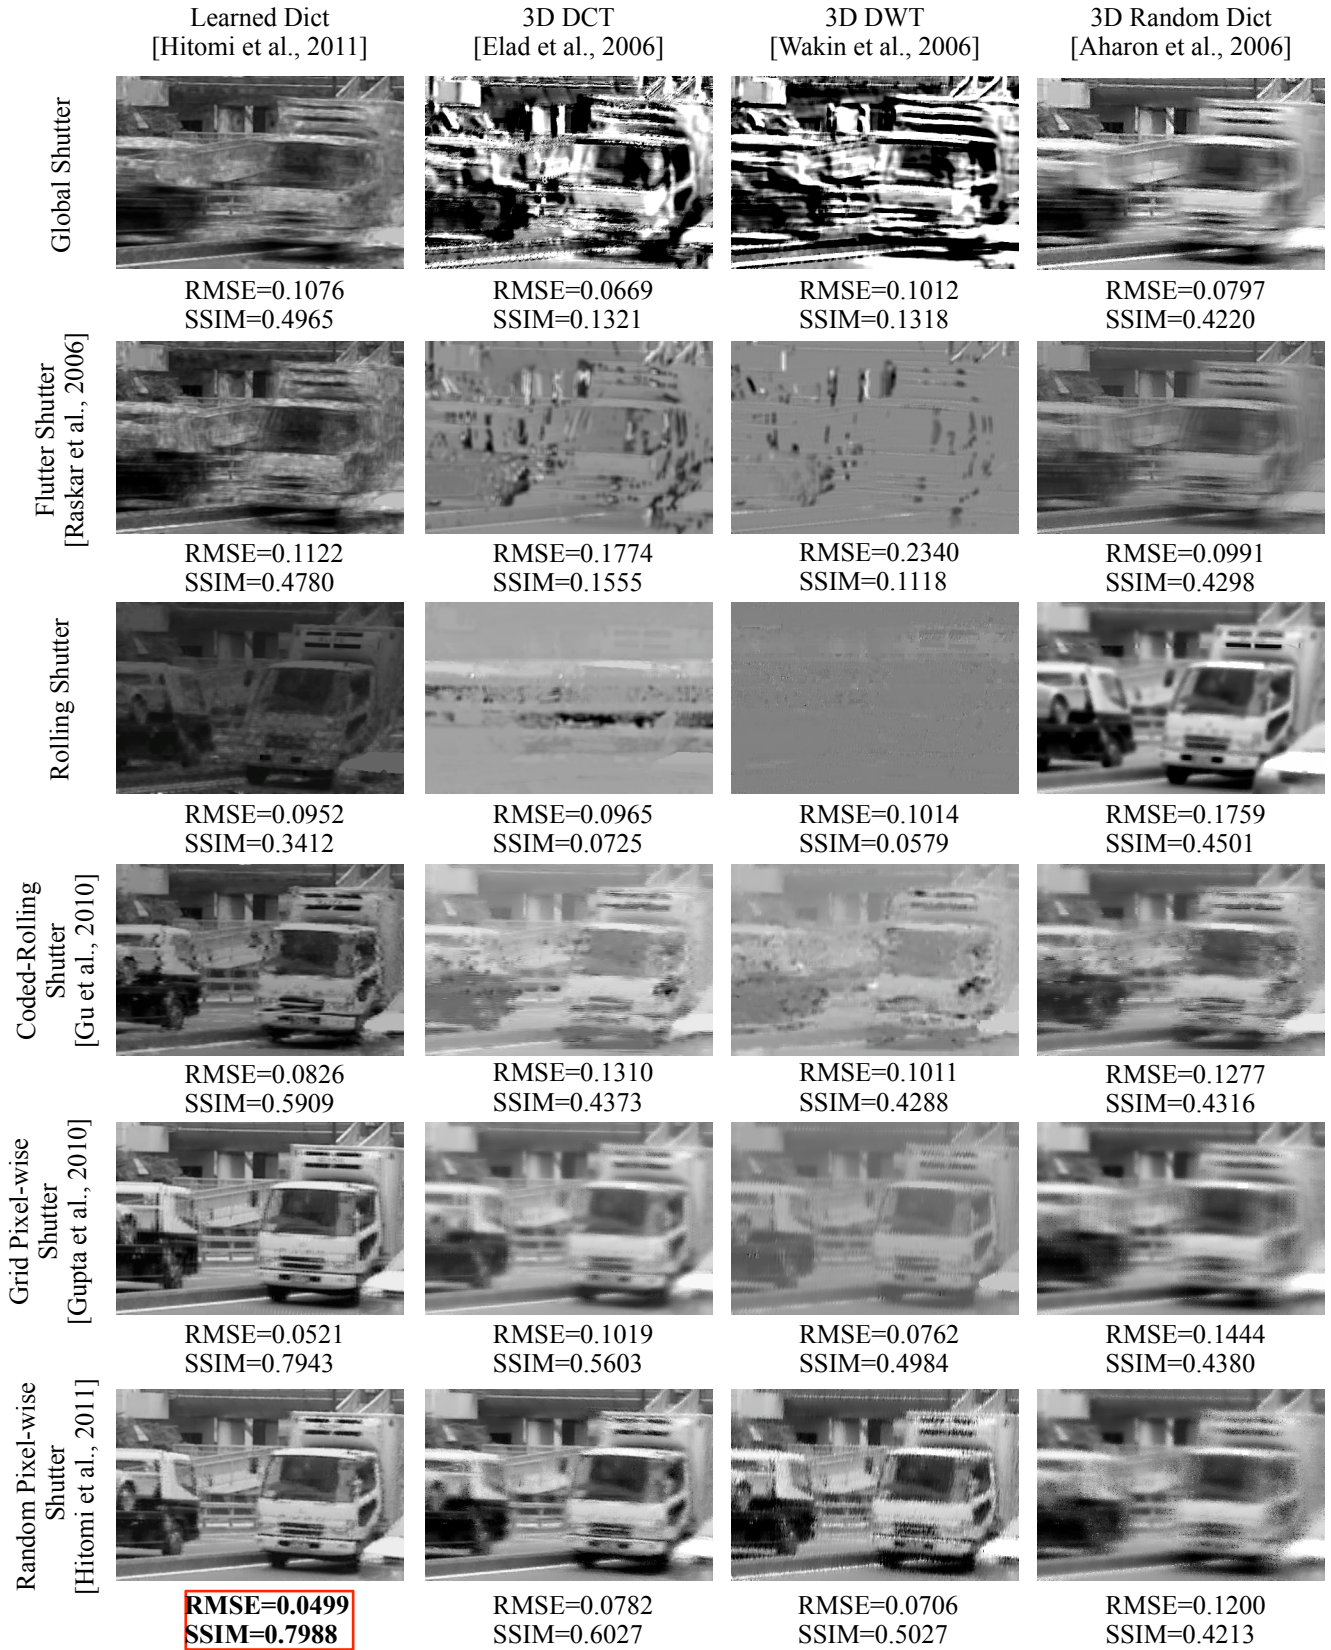 Learned Dict
[Hitomi et al., 2011]
3D DCT
[Elad et al., 2006]
3D DWT
[Wakin et al., 2006]
3D Random Dict
[Aharon et al., 2006]
Global Shutter
RMSE=0.1076
SSIM=0.4965
RMSE=0.0669
SSIM=0.1321
RMSE=0.1012
SSIM=0.1318
RMSE=0.0797
SSIM=0.4220
Flutter Shutter
[Raskar et al., 2006]
RMSE=0.1122
SSIM=0.4780
RMSE=0.1774
SSIM=0.1555
RMSE=0.2340
SSIM=0.1118
RMSE=0.0991
SSIM=0.4298
Rolling Shutter
RMSE=0.0952
SSIM=0.3412
RMSE=0.0965
SSIM=0.0725
RMSE=0.1014
SSIM=0.0579
RMSE=0.1759
SSIM=0.4501
Coded-Rolling
Shutter
[Gu et al., 2010]
RMSE=0.0826
SSIM=0.5909
RMSE=0.1310
SSIM=0.4373
RMSE=0.1011
SSIM=0.4288
RMSE=0.1277
SSIM=0.4316
Grid Pixel-wise
Shutter
[Gupta et al., 2010]
RMSE=0.0521
SSIM=0.7943
RMSE=0.1019
SSIM=0.5603
RMSE=0.0762
SSIM=0.4984
RMSE=0.1444
SSIM=0.4380
Random Pixel-wise
Shutter
[Hitomi et al., 2011]
RMSE=0.0499
SSIM=0.7988
RMSE=0.0782
SSIM=0.6027
RMSE=0.0706
SSIM=0.5027
RMSE=0.1200
SSIM=0.4213